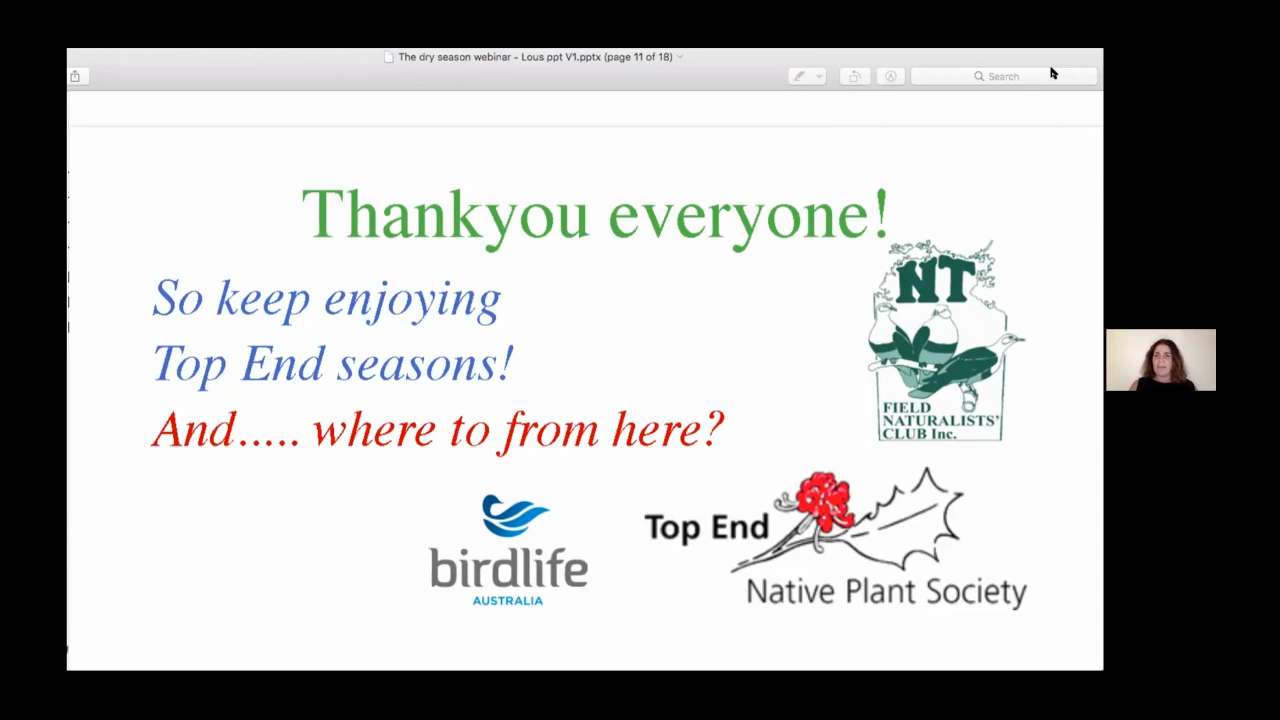 The dry season webinar - Lous ppt V1.pptx (page 11 of 18)
Search
Thankyou everyone!
So keep enjoying
Top End seasons!
And..... where to from here?
NT
FIELD
NATURALISTS'
CLUB Inc.
birdlife
AUSTRALIA
Top End
Native Plant Society